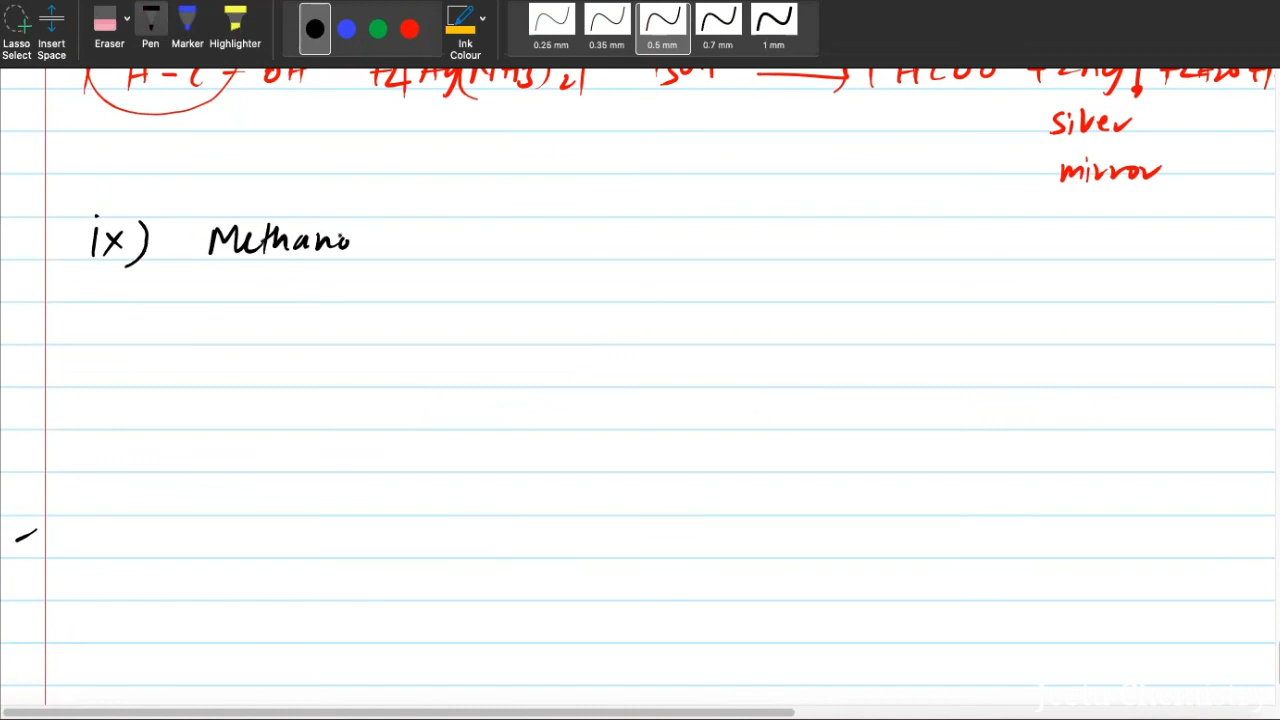 Lasso Select
Insert Space
Eraser
Pen
Marker
Highlighter
Ink Colour
0.25 mm
0.35 mm
0.5 mm
0.7 mm
1 mm
silver
mirror
ix) Methano